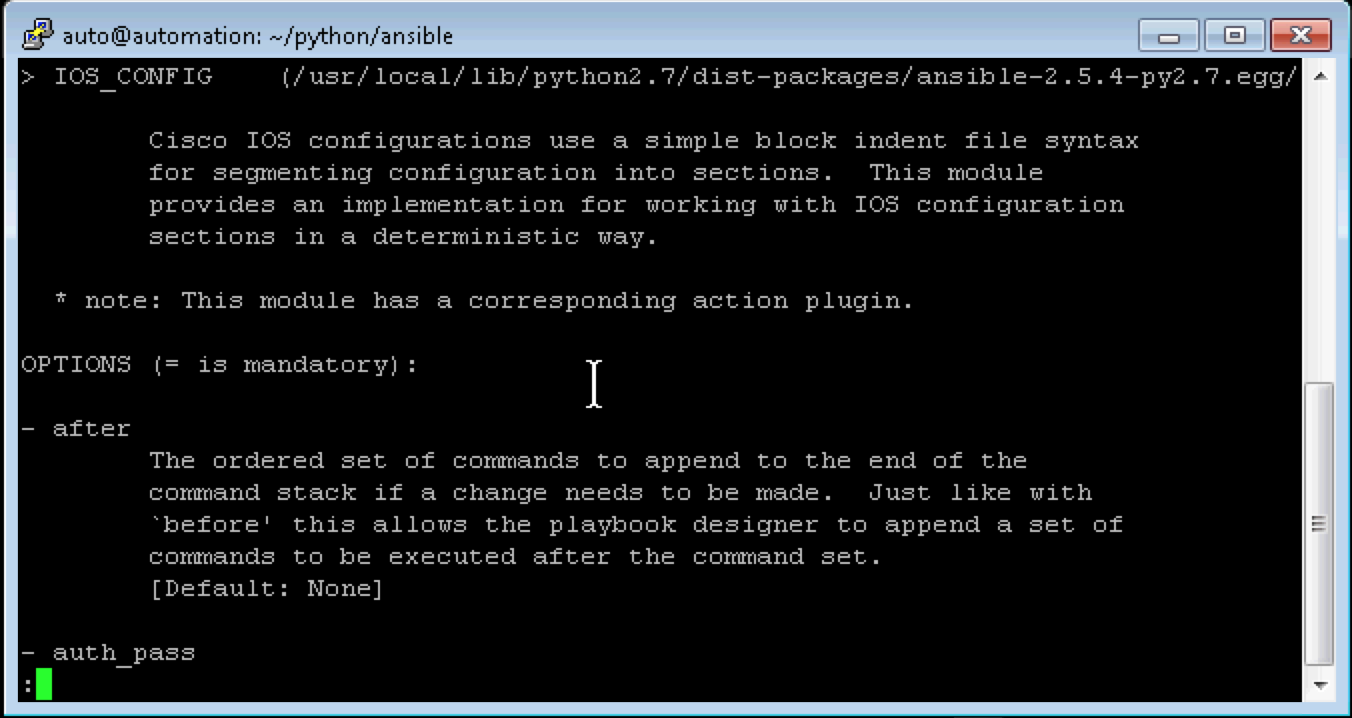 auto@automation: ~/python/ansible
> IOS_CONFIG    (/usr/local/lib/python2.7/dist-packages/ansible-2.5.4-py2.7.egg/
Cisco IOS configurations use a simple block indent file syntax
for segmenting configuration into sections.  This module
provides an implementation for working with IOS configuration
sections in a deterministic way.
* note: This module has a corresponding action plugin.
OPTIONS (= is mandatory):
- after
The ordered set of commands to append to the end of the
command stack if a change needs to be made.  Just like with
`before' this allows the playbook designer to append a set of
commands to be executed after the command set.
[Default: None]
- auth_pass
: